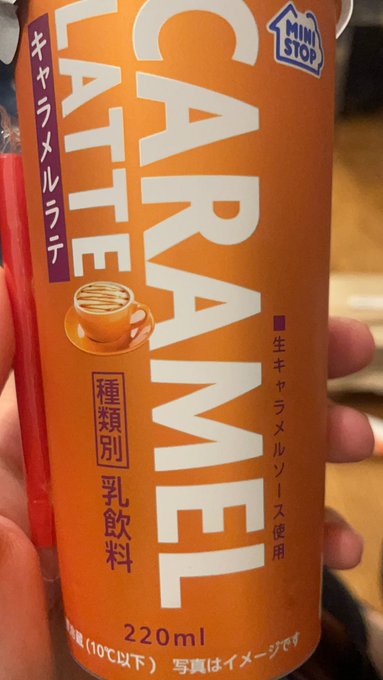 MINI
STOP
CARAMEL
LATTE
キャラメルラテ
■生キャラメルソース使用
種類別
乳飲料
220ml
蔵(10℃以下)
写真はイメージです